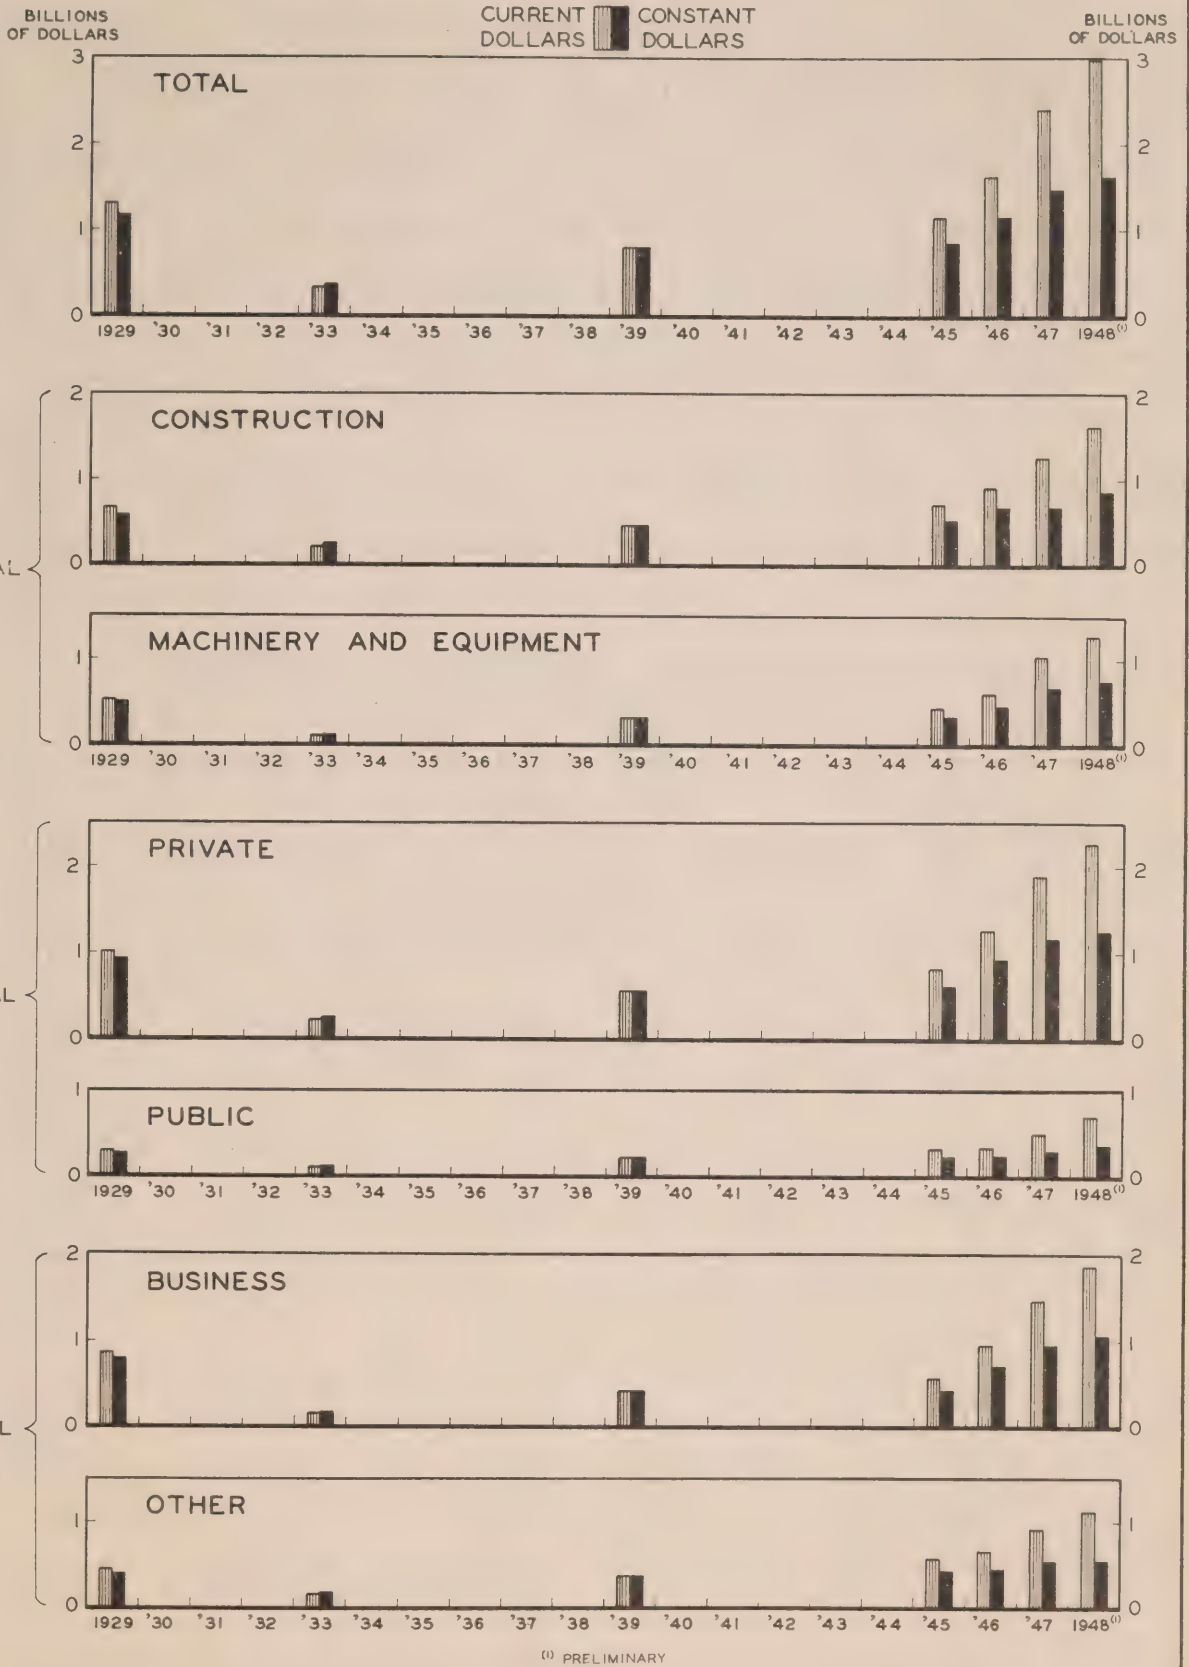 BILLIONS
OF DOLLARS
CURRENT DOLLARS
CONSTANT DOLLARS
BILLIONS
OF DOLLARS
TOTAL
3
2
1
0
3
2
1
0
1929 '30 '31 '32 '33 '34 '35 '36 '37 '38 '39 '40 '41 '42 '43 '44 '45 '46 '47 1948(1)
CONSTRUCTION
2
1
0
2
1
0
MACHINERY AND EQUIPMENT
1
0
1
0
1929 '30 '31 '32 '33 '34 '35 '36 '37 '38 '39 '40 '41 '42 '43 '44 '45 '46 '47 1948(1)
PRIVATE
2
1
0
2
1
0
PUBLIC
1
0
1
0
1929 '30 '31 '32 '33 '34 '35 '36 '37 '38 '39 '40 '41 '42 '43 '44 '45 '46 '47 1948(1)
BUSINESS
2
1
0
2
1
0
OTHER
1
0
1
0
1929 '30 '31 '32 '33 '34 '35 '36 '37 '38 '39 '40 '41 '42 '43 '44 '45 '46 '47 1948(1)
(1) PRELIMINARY